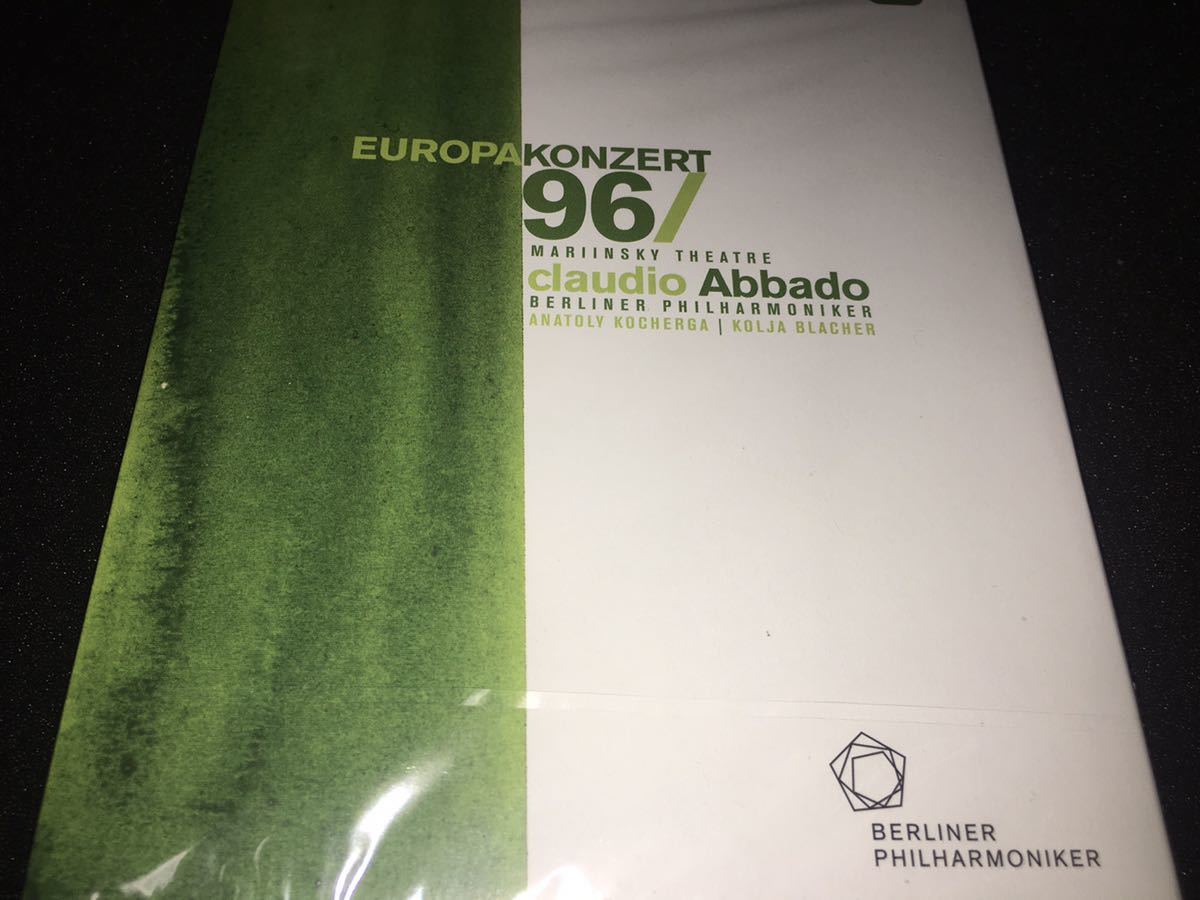 EUROPAKONZERT
96/
MARIINSKY THEATRE
claudio Abbado
BERLINER PHILHARMONIKER
ANATOLY KOCHERGA | KOLJA BLACHER
BERLINER
PHILHARMONIKER